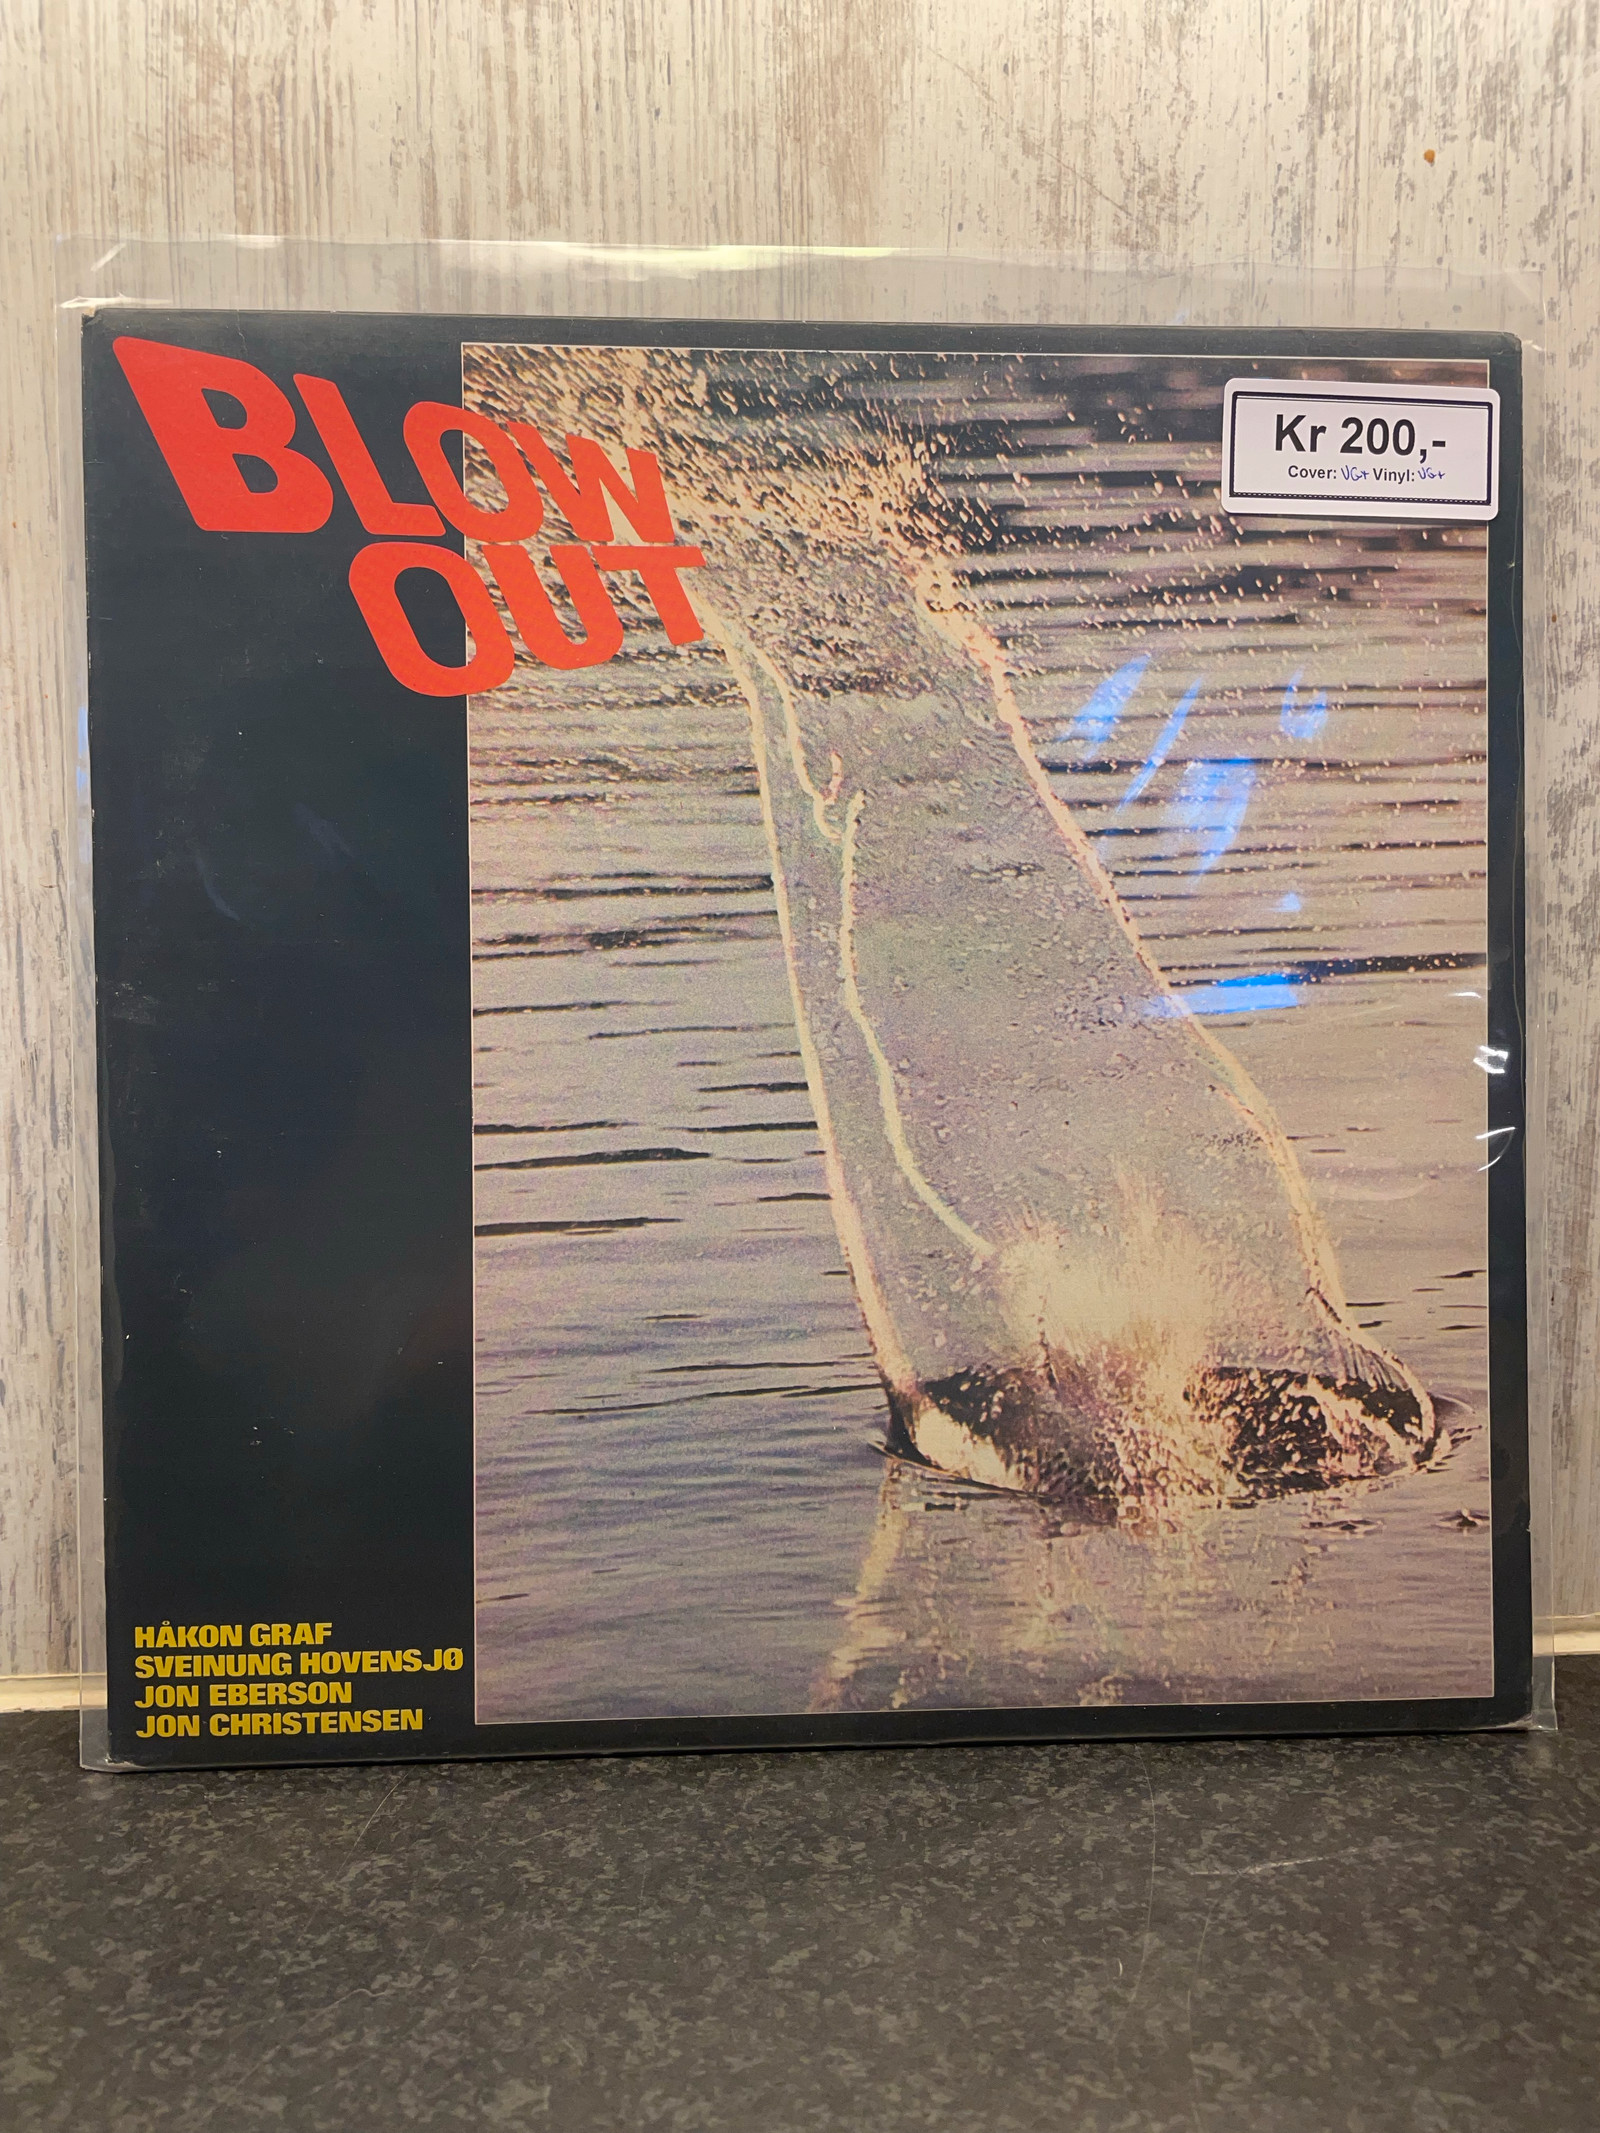 BLOW
OUT
Kr 200,-
Cover: VG+ Vinyl: VG+
HÅKON GRAF
SVEINUNG HOVENSJØ
JON EBERSON
JON CHRISTENSEN